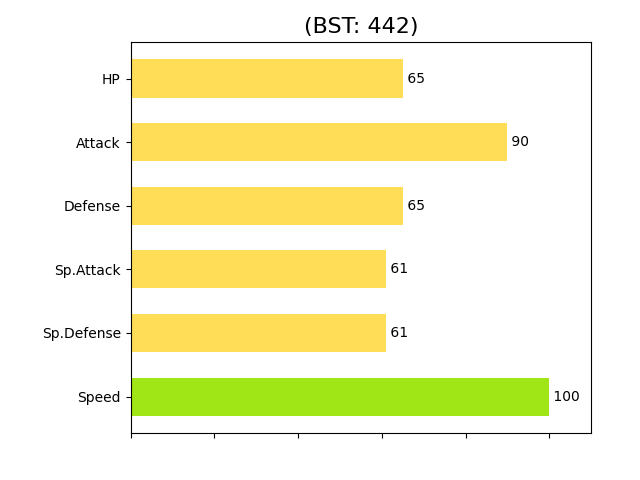 (BST: 442)
HP 65
Attack 90
Defense 65
Sp.Attack 61
Sp.Defense 61
Speed 100